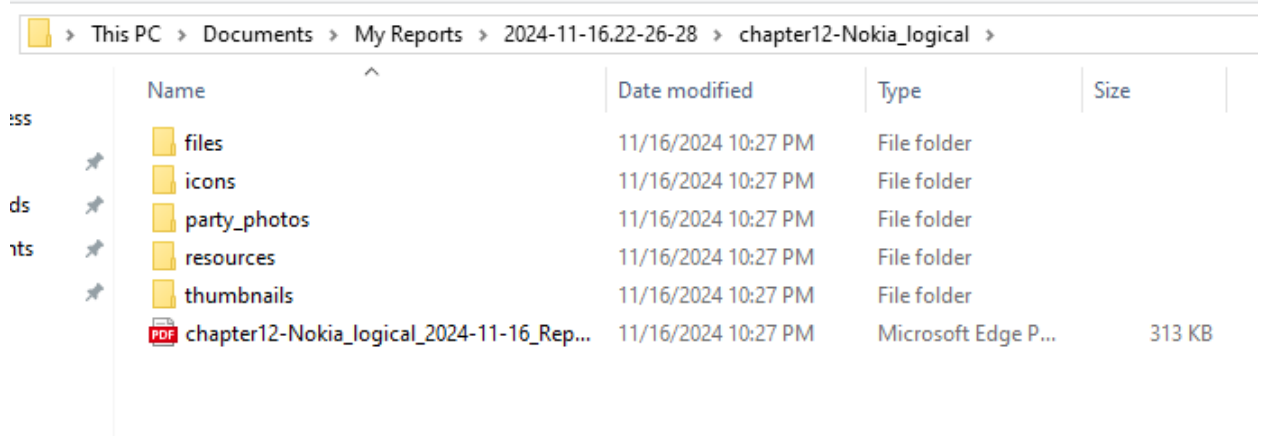 This PC > Documents > My Reports > 2024-11-16.22-26-28 > chapter12-Nokia_logical >
Name Date modified Type Size
ess
files 11/16/2024 10:27 PM File folder
icons 11/16/2024 10:27 PM File folder
ds
party_photos 11/16/2024 10:27 PM File folder
nts
resources 11/16/2024 10:27 PM File folder
thumbnails 11/16/2024 10:27 PM File folder
PDF chapter12-Nokia_logical_2024-11-16_Rep... 11/16/2024 10:27 PM Microsoft Edge P... 313 KB